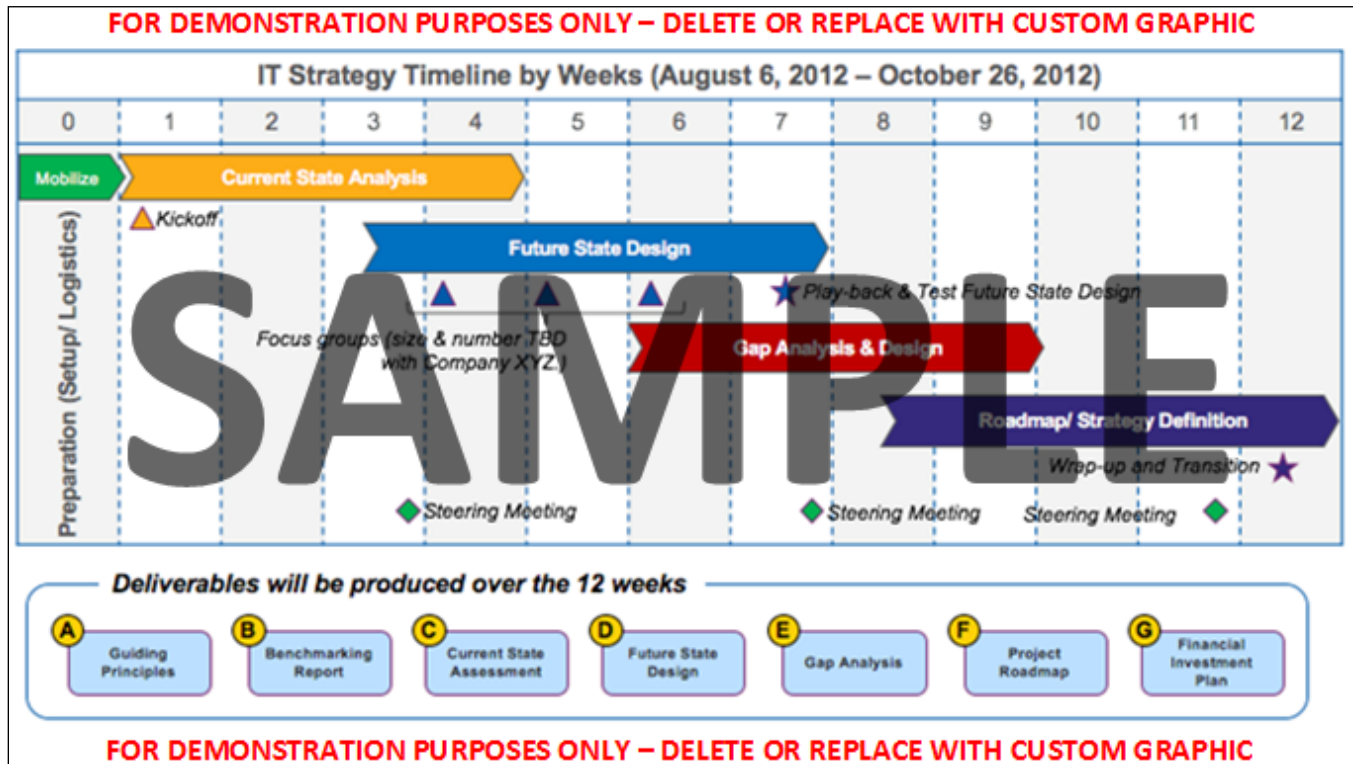 FOR DEMONSTRATION PURPOSES ONLY – DELETE OR REPLACE WITH CUSTOM GRAPHIC
IT Strategy Timeline by Weeks (August 6, 2012 – October 26, 2012)
0 1 2 3 4 5 6 7 8 9 10 11 12
Mobilize
Current State Analysis
Preparation (Setup/ Logistics)
Kickoff
Future State Design
Play-back & Test Future State Design
Focus groups (size & number TBD
with Company XYZ.)
Gap Analysis & Design
Roadmap/ Strategy Definition
Wrap-up and Transition
Steering Meeting
Steering Meeting
Steering Meeting
SAMPLE
Deliverables will be produced over the 12 weeks
A
Guiding
Principles
B
Benchmarking
Report
C
Current State
Assessment
D
Future State
Design
E
Gap Analysis
F
Project
Roadmap
G
Financial
Investment
Plan
FOR DEMONSTRATION PURPOSES ONLY – DELETE OR REPLACE WITH CUSTOM GRAPHIC